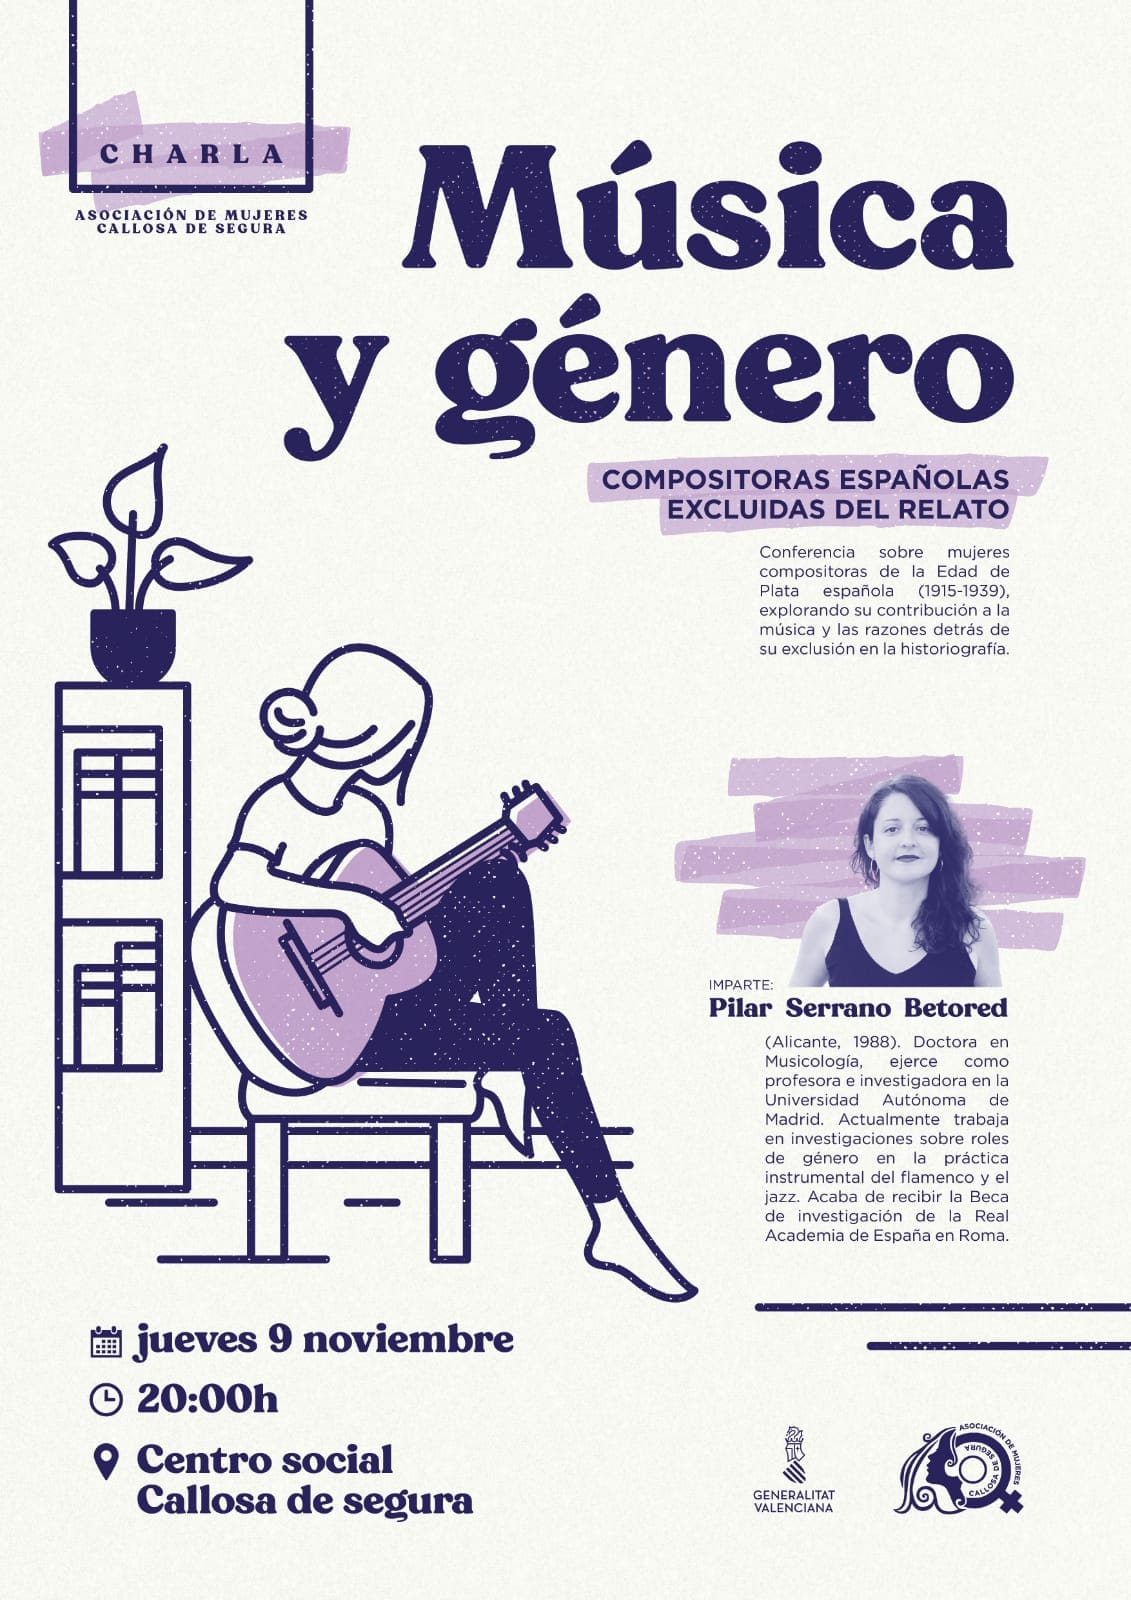 CHARLA
ASOCIACIÓN DE MUJERES
CALLOSA DE SEGURA
Música
y género
COMPOSITORAS ESPAÑOLAS
EXCLUIDAS DEL RELATO
Conferencia sobre mujeres
compositoras de la Edad de
Plata española (1915-1939),
explorando su contribución a la
música y las razones detrás de
su exclusión en la historiografía.
IMPARTE:
Pilar Serrano Betored
(Alicante, 1988). Doctora en
Musicología, ejerce como
profesora e investigadora en la
Universidad Autónoma de
Madrid. Actualmente trabaja
en investigaciones sobre roles
de género en la práctica
instrumental del flamenco y el
jazz. Acaba de recibir la Beca
de investigación de la Real
Academia de España en Roma.
jueves 9 noviembre
20:00h
Centro social
Callosa de segura
GENERALITAT
VALENCIANA
ASOCIACIÓN DE MUJERES
CALLOSA DE SEGURA